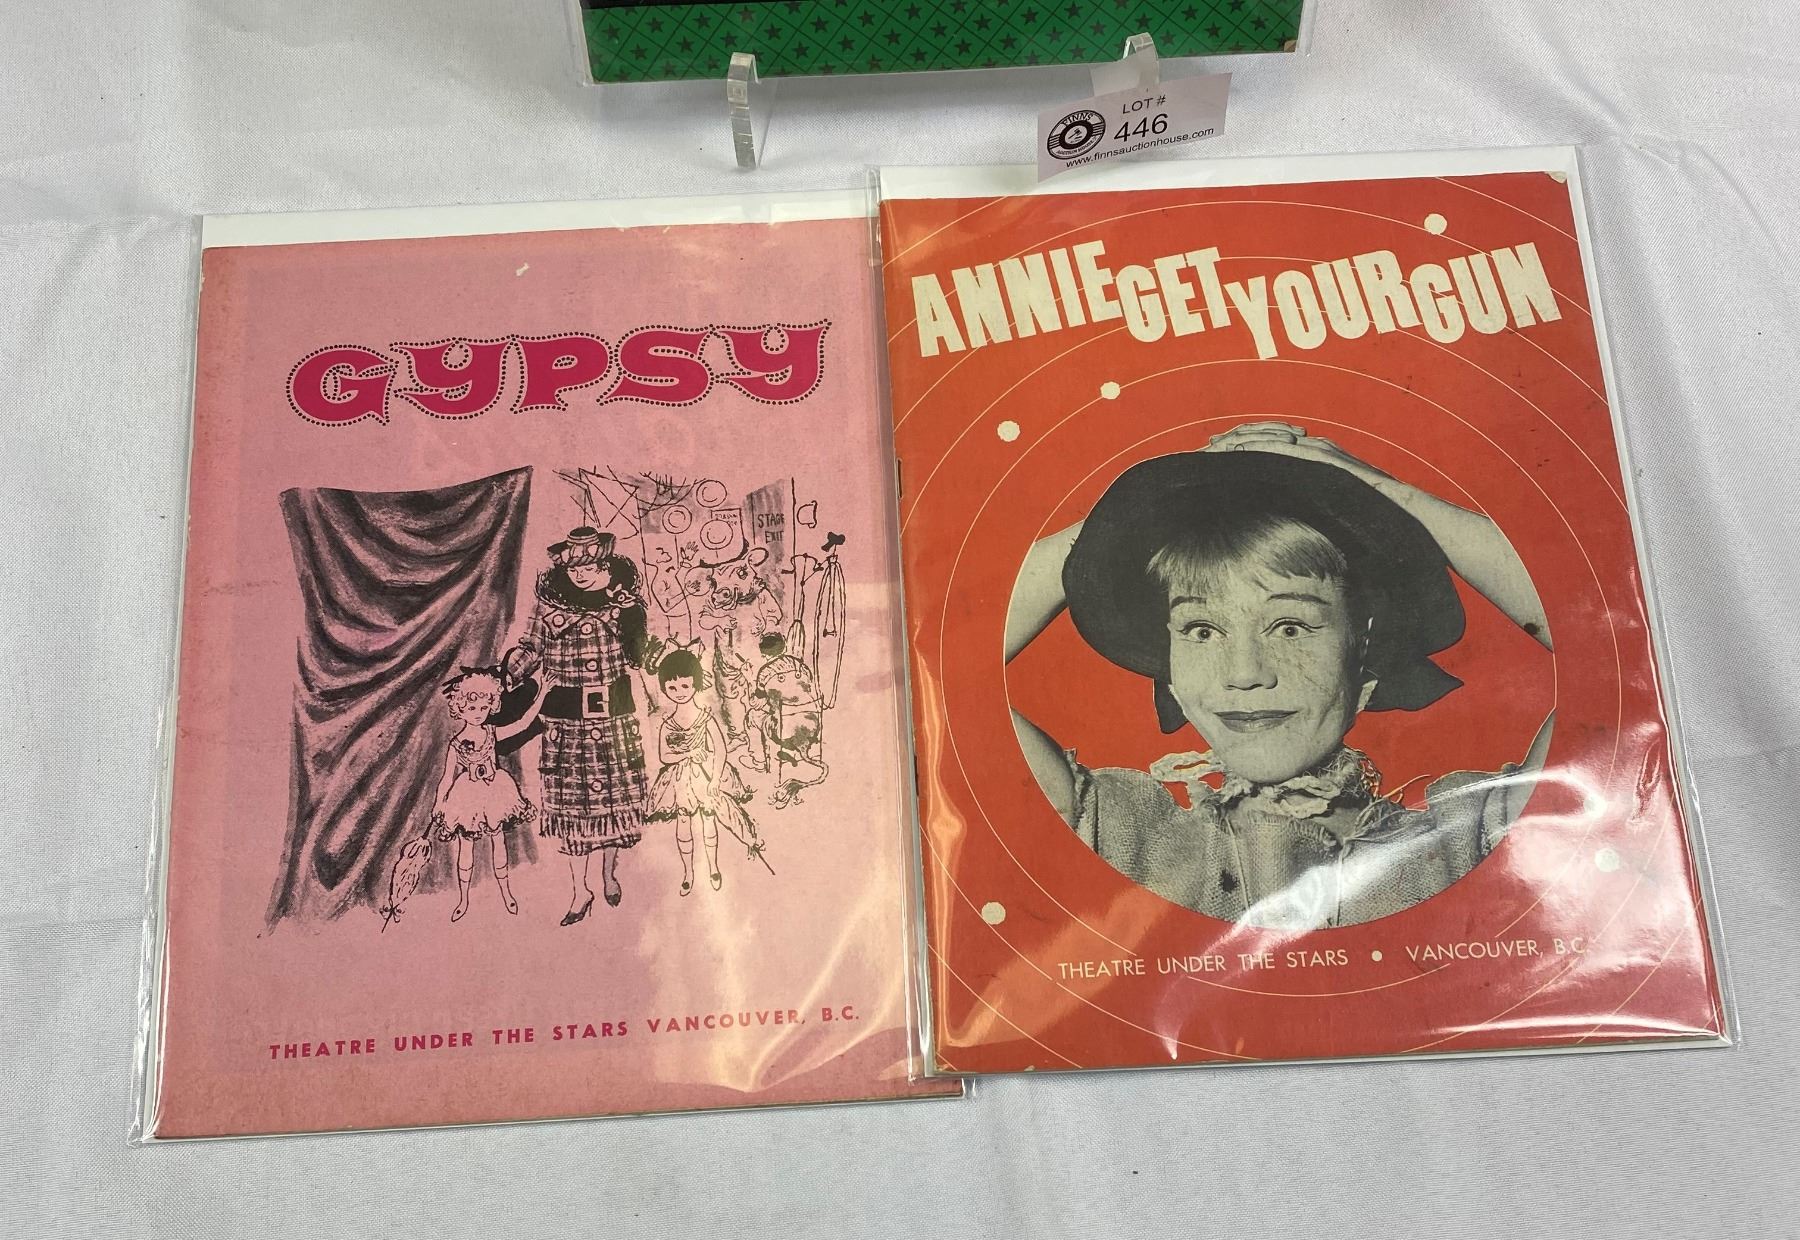 LOT #
FINNS
446
www.finnsauctionhouse.com
GYPSY
STAGE
EXIT
THEATRE UNDER THE STARS VANCOUVER, B.C.
ANNIE GET YOUR GUN
THEATRE UNDER THE STARS • VANCOUVER, B.C.